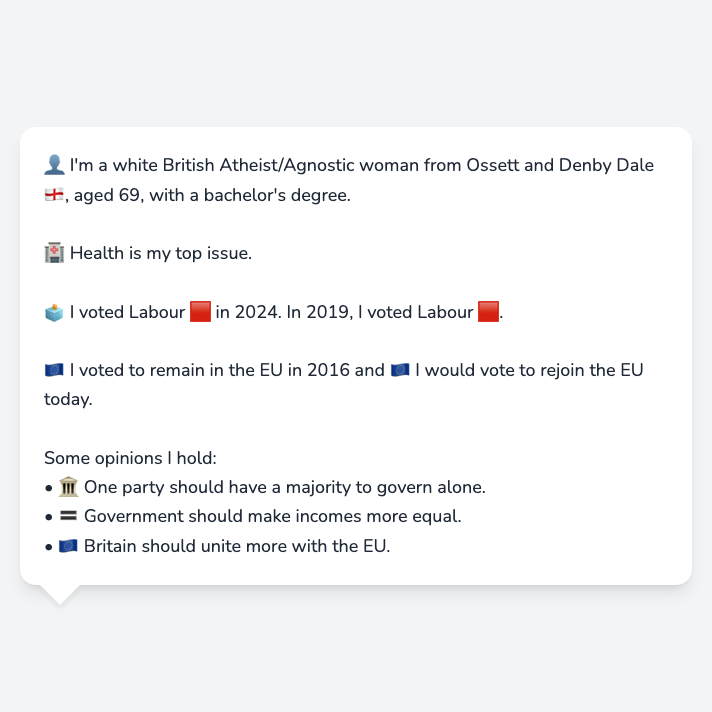 👤 I'm a white British Atheist/Agnostic woman from Ossett and Denby Dale
🏴󠁧󠁢󠁥󠁮󠁧󠁿, aged 69, with a bachelor's degree.
🏥 Health is my top issue.
🗳️ I voted Labour 🟥 in 2024. In 2019, I voted Labour 🟥.
🇪🇺 I voted to remain in the EU in 2016 and 🇪🇺 I would vote to rejoin the EU
today.
Some opinions I hold:
• 🏛️ One party should have a majority to govern alone.
• 🟰 Government should make incomes more equal.
• 🇪🇺 Britain should unite more with the EU.